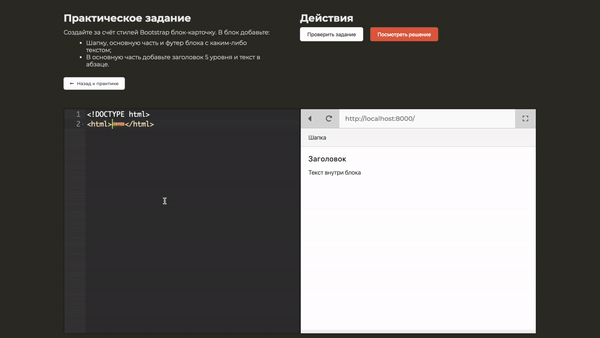 Практическое задание
Создайте за счёт стилей Bootstrap блок-карточку. В блок добавьте:
• Шапку, основную часть и футер блока с каким-либо
текстом;
• В основную часть добавьте заголовок 5 уровня и текст в
абзаце.
← Назад к практике
Действия
Проверить задание
Посмотреть решение
1 <!DOCTYPE html>
2 <html></html>
http://localhost:8000/
Шапка
Заголовок
Текст внутри блока